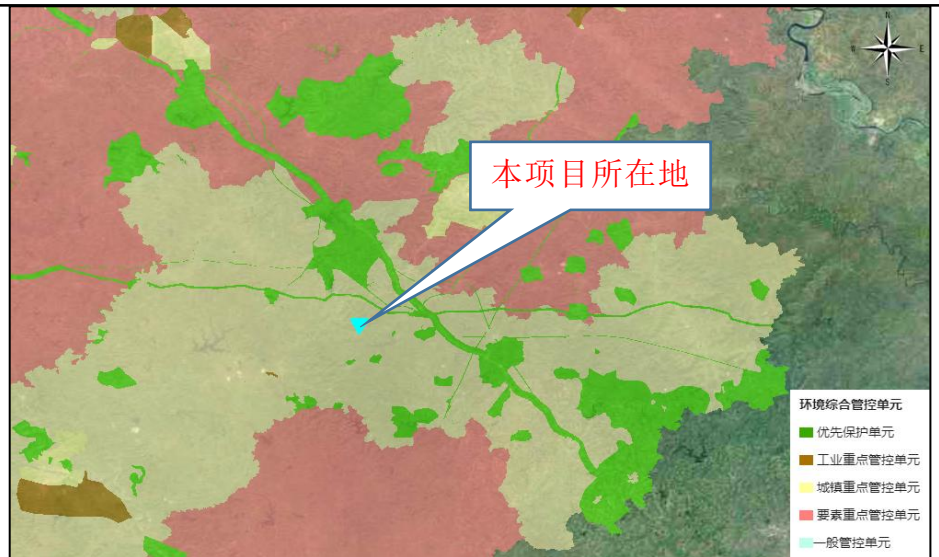 N
E
S
本项目所在地
环境综合管控单元
优先保护单元
工业重点管控单元
城镇重点管控单元
要素重点管控单元
一般管控单元